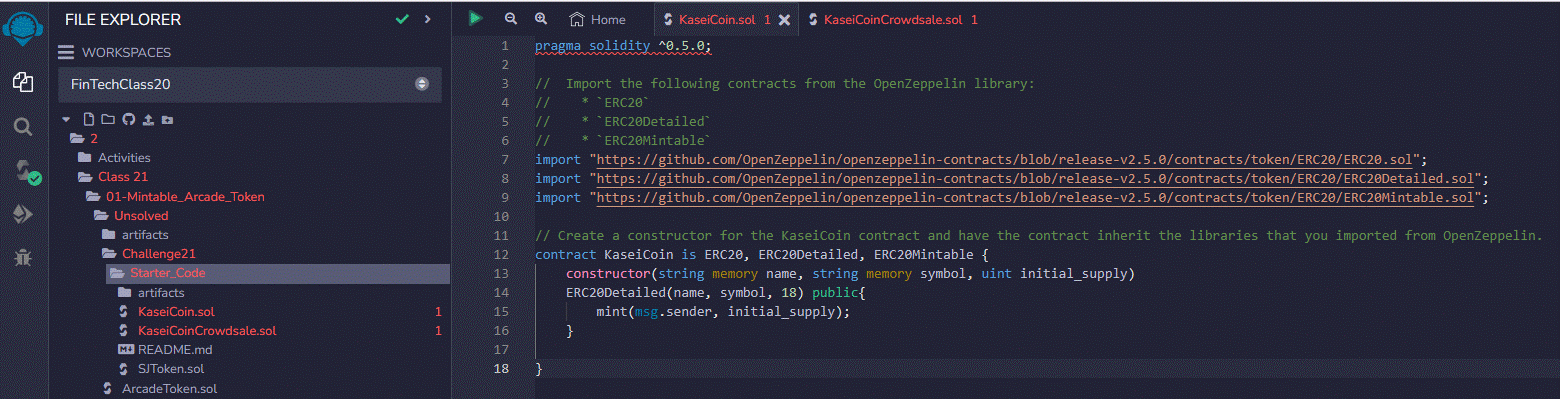 FILE EXPLORER
Home
KaseiCoin.sol 1
KaseiCoinCrowdsale.sol 1
WORKSPACES
FinTechClass20
2
Activities
Class 21
01-Mintable_Arcade_Token
Unsolved
artifacts
Challenge21
Starter_Code
artifacts
KaseiCoin.sol 1
KaseiCoinCrowdsale.sol 1
README.md
SJToken.sol
ArcadeToken.sol
1 pragma solidity ^0.5.0;
2
3 //  Import the following contracts from the OpenZeppelin library:
4 //    * `ERC20`
5 //    * `ERC20Detailed`
6 //    * `ERC20Mintable`
7 import "https://github.com/OpenZeppelin/openzeppelin-contracts/blob/release-v2.5.0/contracts/token/ERC20/ERC20.sol";
8 import "https://github.com/OpenZeppelin/openzeppelin-contracts/blob/release-v2.5.0/contracts/token/ERC20/ERC20Detailed.sol";
9 import "https://github.com/OpenZeppelin/openzeppelin-contracts/blob/release-v2.5.0/contracts/token/ERC20/ERC20Mintable.sol";
10
11 // Create a constructor for the KaseiCoin contract and have the contract inherit the libraries that you imported from OpenZeppelin.
12 contract KaseiCoin is ERC20, ERC20Detailed, ERC20Mintable {
13     constructor(string memory name, string memory symbol, uint initial_supply)
14     ERC20Detailed(name, symbol, 18) public{
15         mint(msg.sender, initial_supply);
16     }
17
18 }